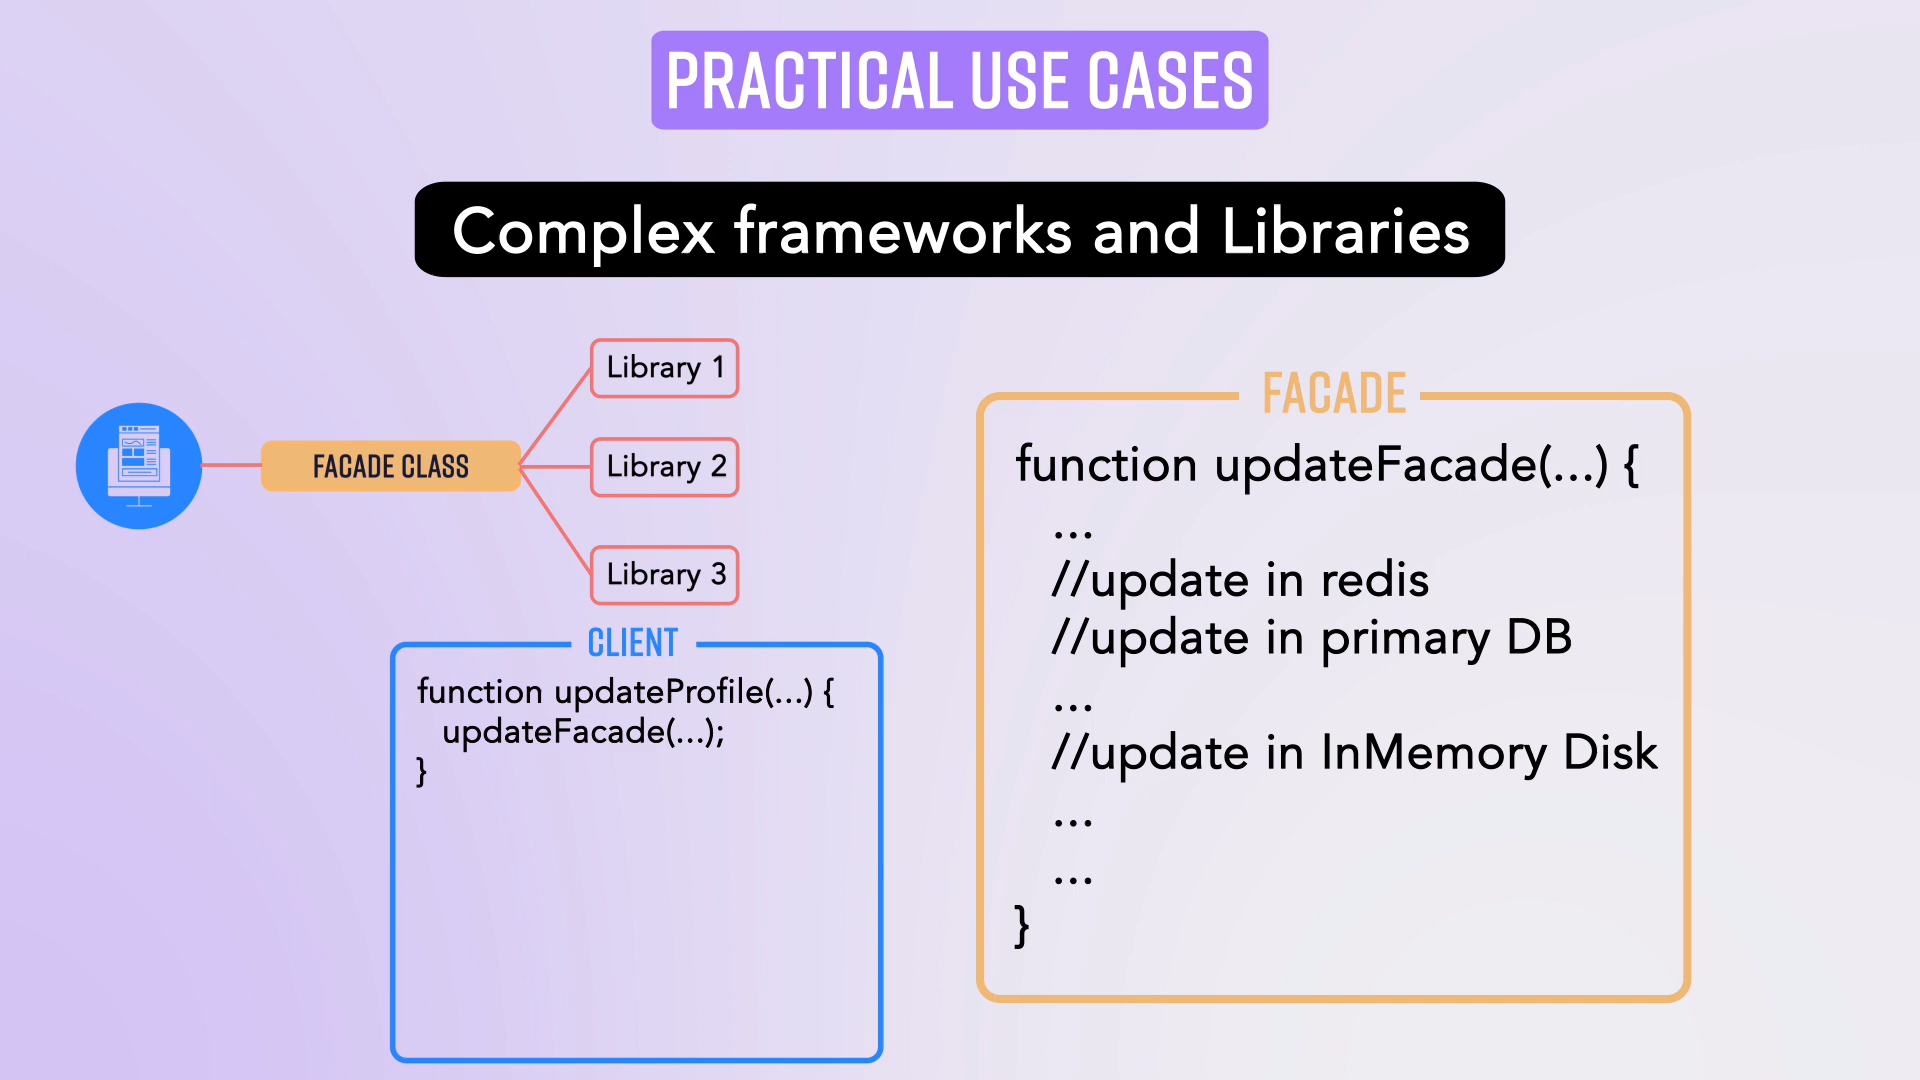 PRACTICAL USE CASES
Complex frameworks and Libraries
FACADE CLASS
Library 1
Library 2
Library 3
CLIENT
function updateProfile(...) {
updateFacade(...);
}
FACADE
function updateFacade(...) {
...
//update in redis
//update in primary DB
...
//update in InMemory Disk
...
...
}